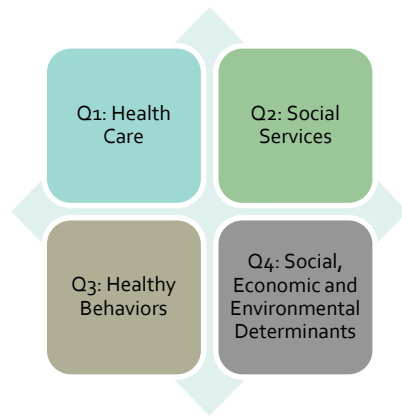 Q1: Health
Care
Q2: Social
Services
Q3: Healthy
Behaviors
Q4: Social,
Economic and
Environmental
Determinants